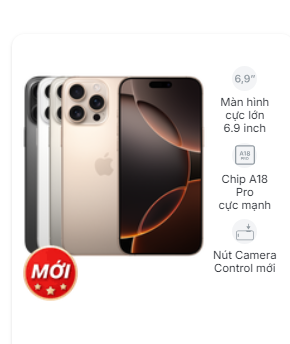 6,9"
Màn hình
cực lớn
6.9 inch
A18
PRO
Chip A18
Pro
cực mạnh
Nút Camera
Control mới
MỚI